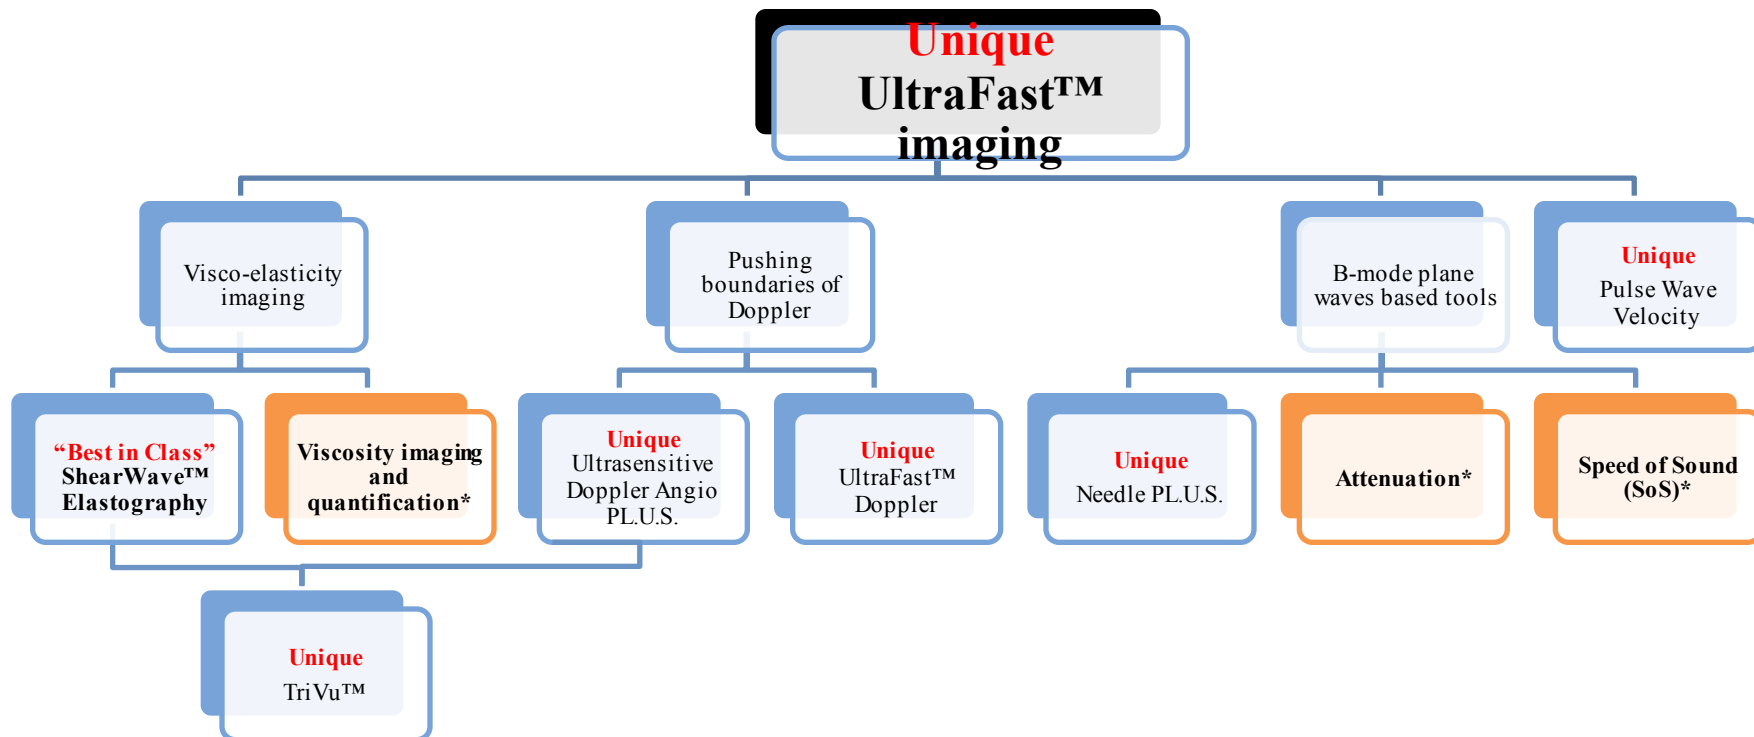 Unique
UltraFast™
imaging
Visco-elasticity
imaging
Pushing
boundaries of
Doppler
B-mode plane
waves based tools
Unique
Pulse Wave
Velocity
“Best in Class”
ShearWave™
Elastography
Viscosity imaging
and
quantification*
Unique
Ultrasensitive
Doppler Angio
PL.U.S.
Unique
UltraFast™
Doppler
Unique
Needle PL.U.S.
Attenuation*
Speed of Sound
(SoS)*
Unique
TriVu™